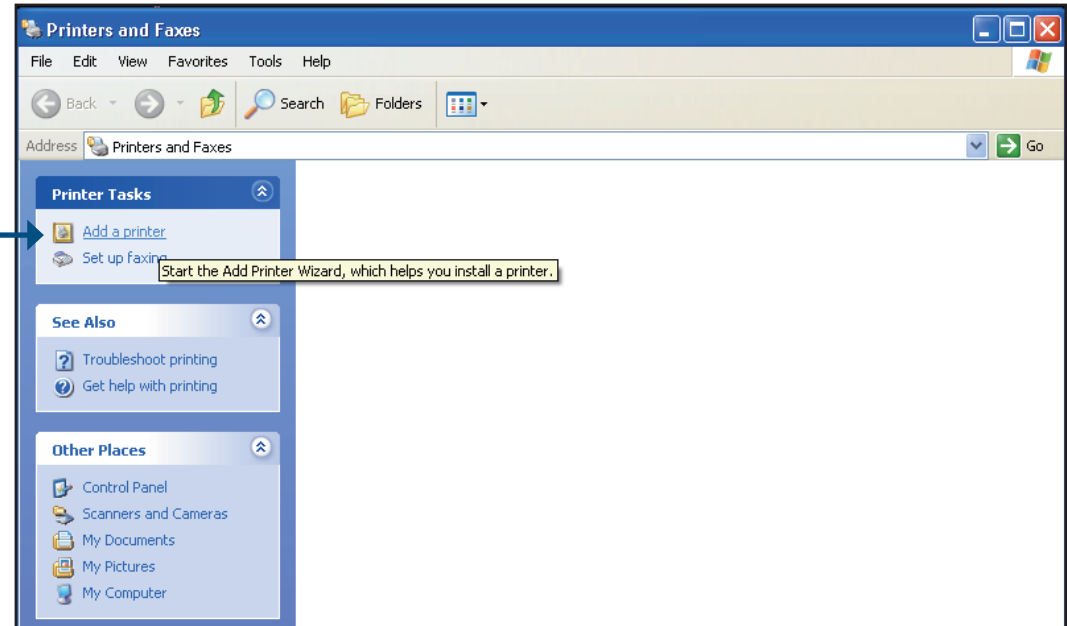 Printers and Faxes
File Edit View Favorites Tools Help
Back Search Folders
Address Printers and Faxes Go
Printer Tasks
Add a printer
Set up faxing
Start the Add Printer Wizard, which helps you install a printer.
See Also
Troubleshoot printing
Get help with printing
Other Places
Control Panel
Scanners and Cameras
My Documents
My Pictures
My Computer